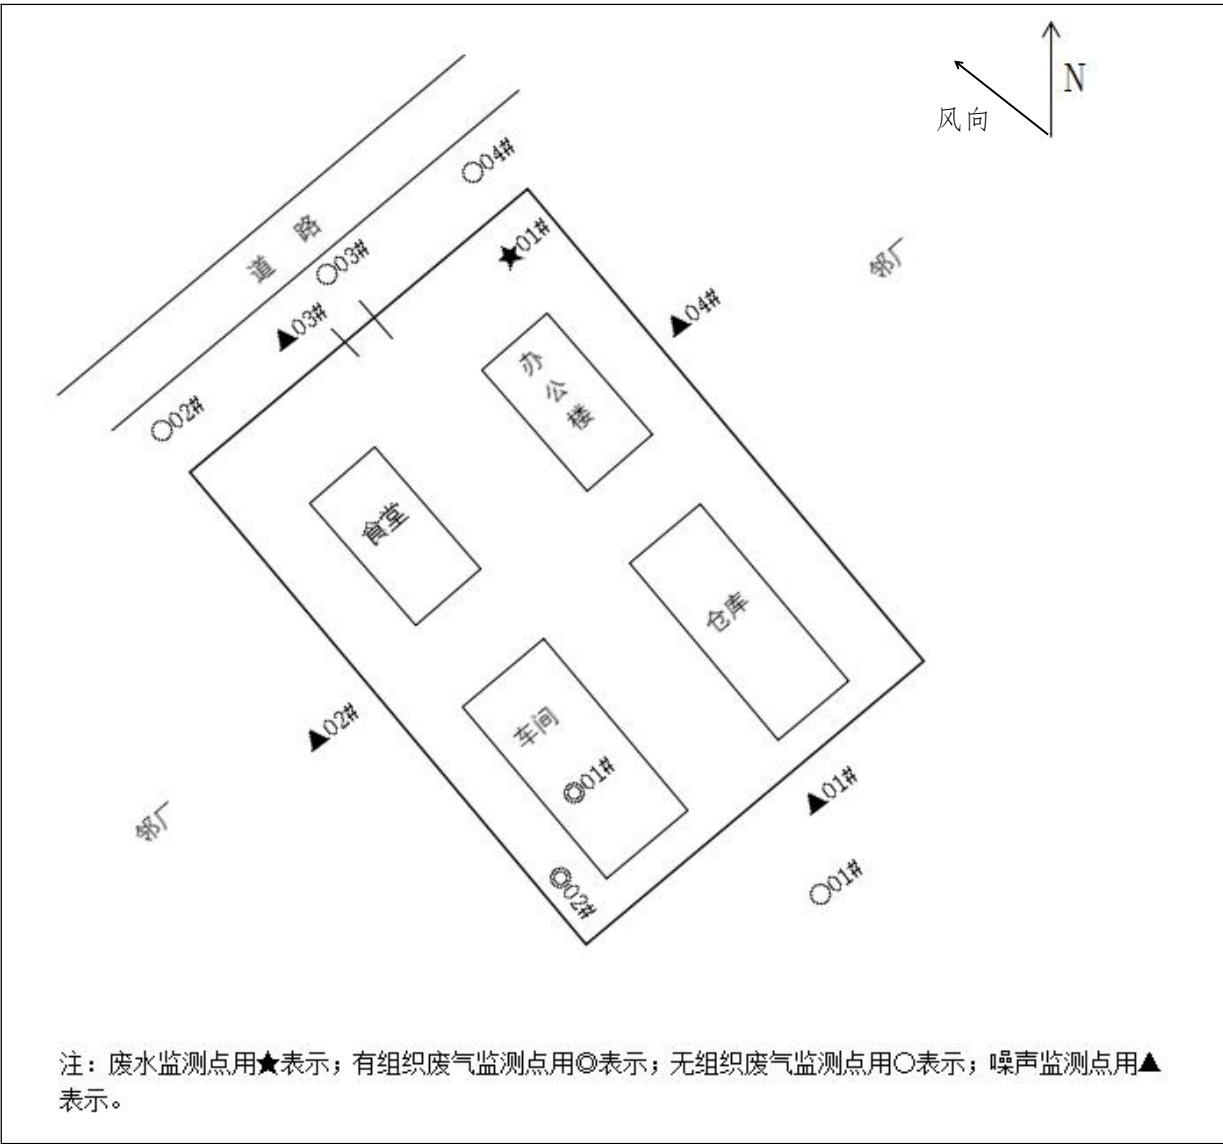 N
风向
○04#
道路
○03#
★01#
邻厂
▲03#
▲04#
办公楼
○02#
食堂
仓库
▲02#
车间
◎01#
▲01#
邻厂
◎02#
○01#
注：废水监测点用★表示；有组织废气监测点用◎表示；无组织废气监测点用○表示；噪声监测点用▲
表示。